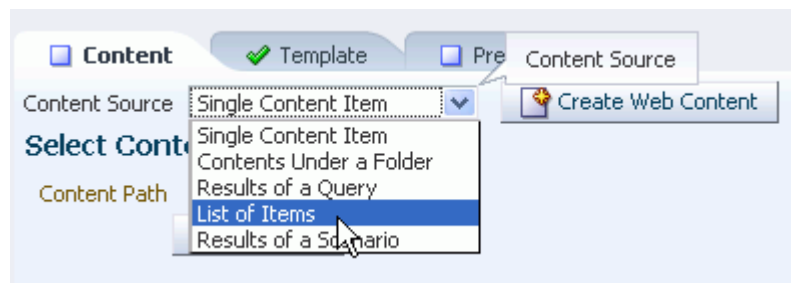 Content Template Pre Content Source
Content Source Single Content Item Create Web Content
Single Content Item
Select Cont
Contents Under a Folder
Content Path Results of a Query
List of Items
Results of a Scenario